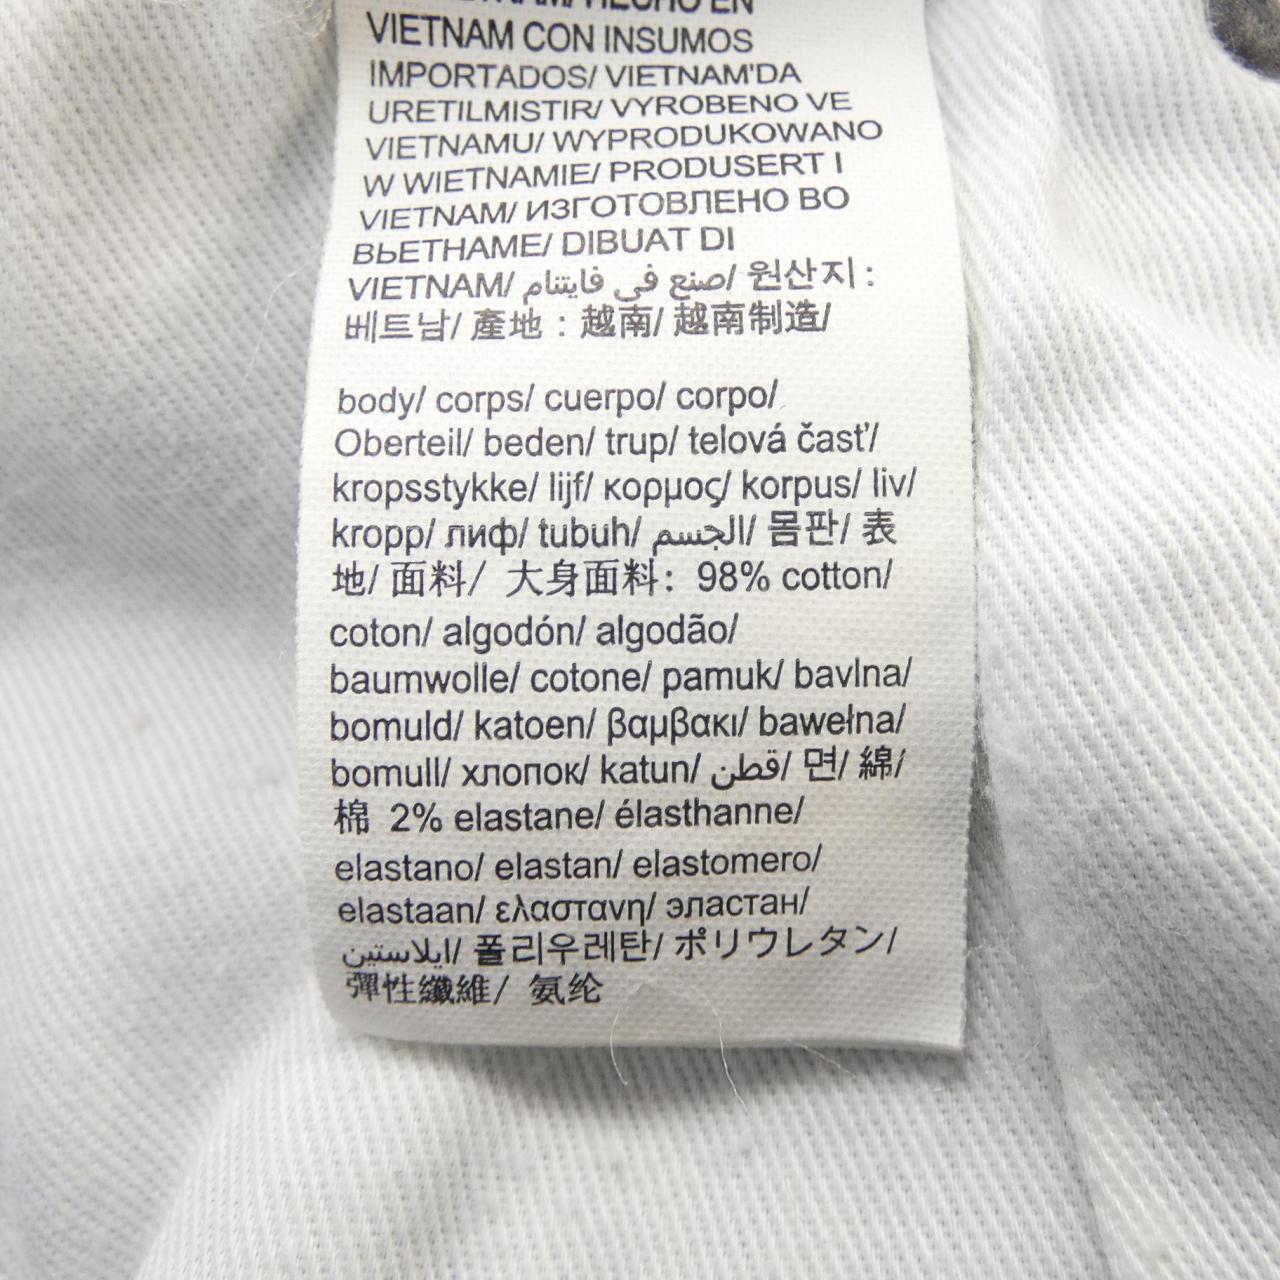 VIETNAM/ HECHO EN
VIETNAM CON INSUMOS
IMPORTADOS/ VIETNAM'DA
URETILMISTIR/ VYROBENO VE
VIETNAMU/ WYPRODUKOWANO
W WIETNAMIE/ PRODUSERT I
VIETNAM/ ИЗГОТОВЛЕНО ВО
ВЬЕТНАМЕ/ DIBUAT DI
VIETNAM/ صنع في فايتنام/ 원산지:
베트남/ 產地：越南/ 越南制造/
body/ corps/ cuerpo/ corpo/
Oberteil/ beden/ trup/ telová časť/
kropsstykke/ lijf/ κορμος/ korpus/ liv/
kropp/ лиф/ tubuh/ الجسم/ 몸판/ 表
地/ 面料/ 大身面料: 98% cotton/
coton/ algodón/ algodão/
baumwolle/ cotone/ pamuk/ bavlna/
bomuld/ katoen/ βαμβακι/ bawełna/
bomull/ хлопок/ katun/ قطن/ 면/ 綿/
棉 2% elastane/ élasthanne/
elastano/ elastan/ elastomero/
elastaan/ ελαστανη/ эластан/
ايلاستين/ 폴리우레탄/ ポリウレタン/
彈性纖維/ 氨纶